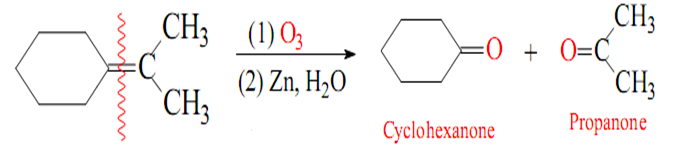 CH₃
C
CH₃
(1) O₃
(2) Zn, H₂O
O
Cyclohexanone
+
CH₃
O=C
CH₃
Propanone